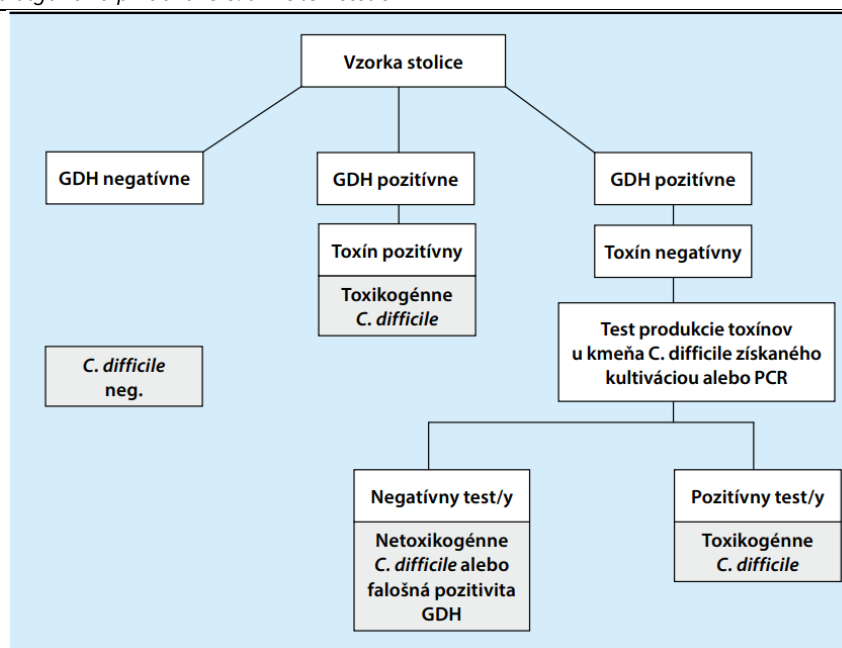 Vzorka stolice
GDH negatívne
GDH pozitívne
GDH pozitívne
Toxín pozitívny
Toxikogénne
C. difficile
Toxín negatívny
C. difficile
neg.
Test produkcie toxínov
u kmeňa C. difficile získaného
kultiváciou alebo PCR
Negatívny test/y
Netoxikogénne
C. difficile alebo
falošná pozitivita
GDH
Pozitívny test/y
Toxikogénne
C. difficile